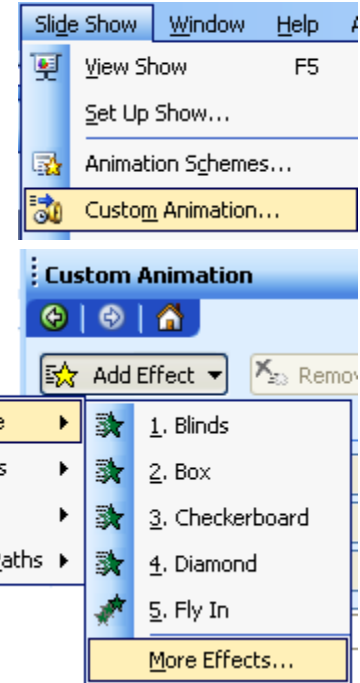 Slide Show Window Help
View Show F5
Set Up Show...
Animation Schemes...
Custom Animation...
Custom Animation
Add Effect
1. Blinds
2. Box
3. Checkerboard
4. Diamond
5. Fly In
More Effects...